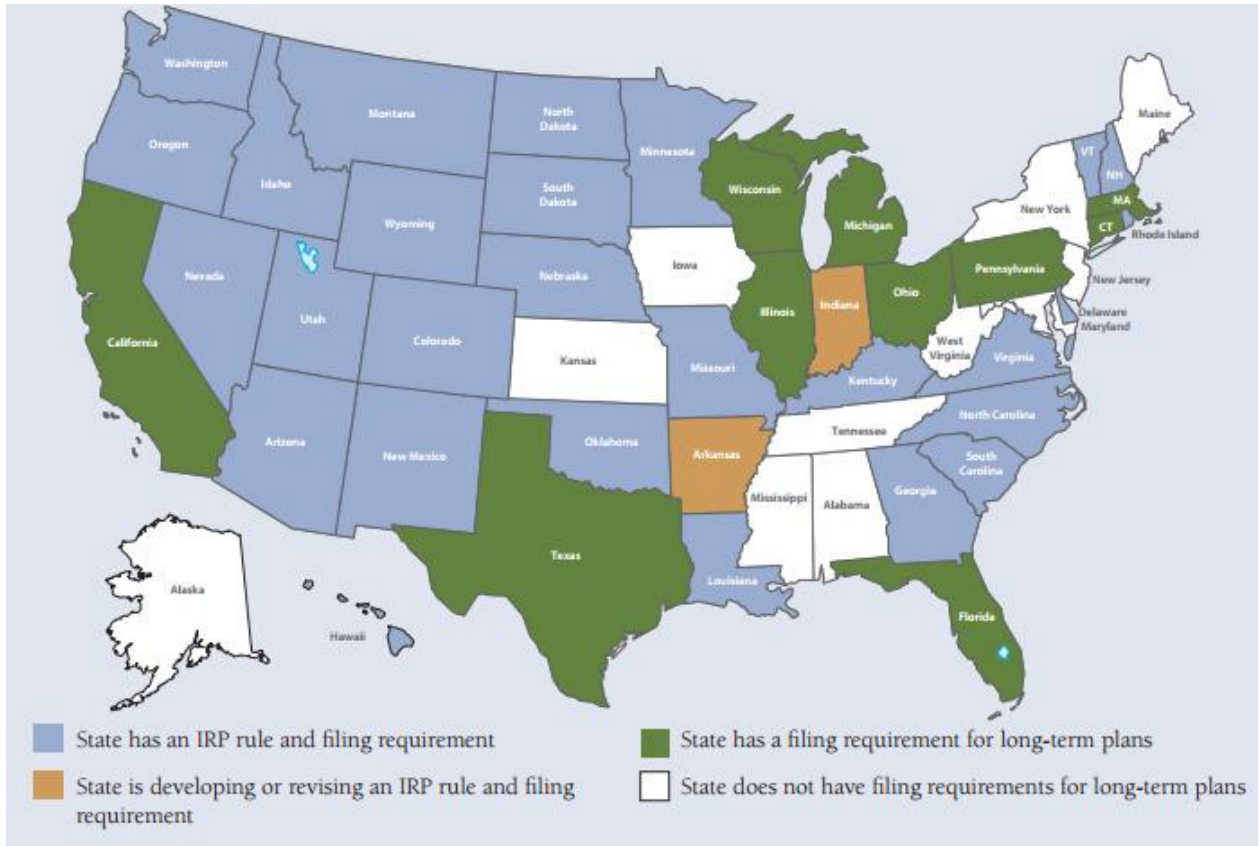 Washington
Montana
North
Dakota
Minnesota
Maine
Oregon
Idaho
VT
NH
South
Dakota
Wisconsin
MA
New York
Wyoming
Michigan
CT
Rhode Island
Iowa
Pennsylvania
Nevada
Nebraska
New Jersey
Ohio
Indiana
Illinois
Delaware
Utah
Maryland
California
Colorado
West
Virginia
Virginia
Kansas
Missouri
Kentucky
North Carolina
Tennessee
Arizona
Oklahoma
New Mexico
Arkansas
South
Carolina
Georgia
Mississippi
Alabama
Texas
Louisiana
Alaska
Florida
Hawaii
State has an IRP rule and filing requirement
State has a filing requirement for long-term plans
State is developing or revising an IRP rule and filing
requirement
State does not have filing requirements for long-term plans